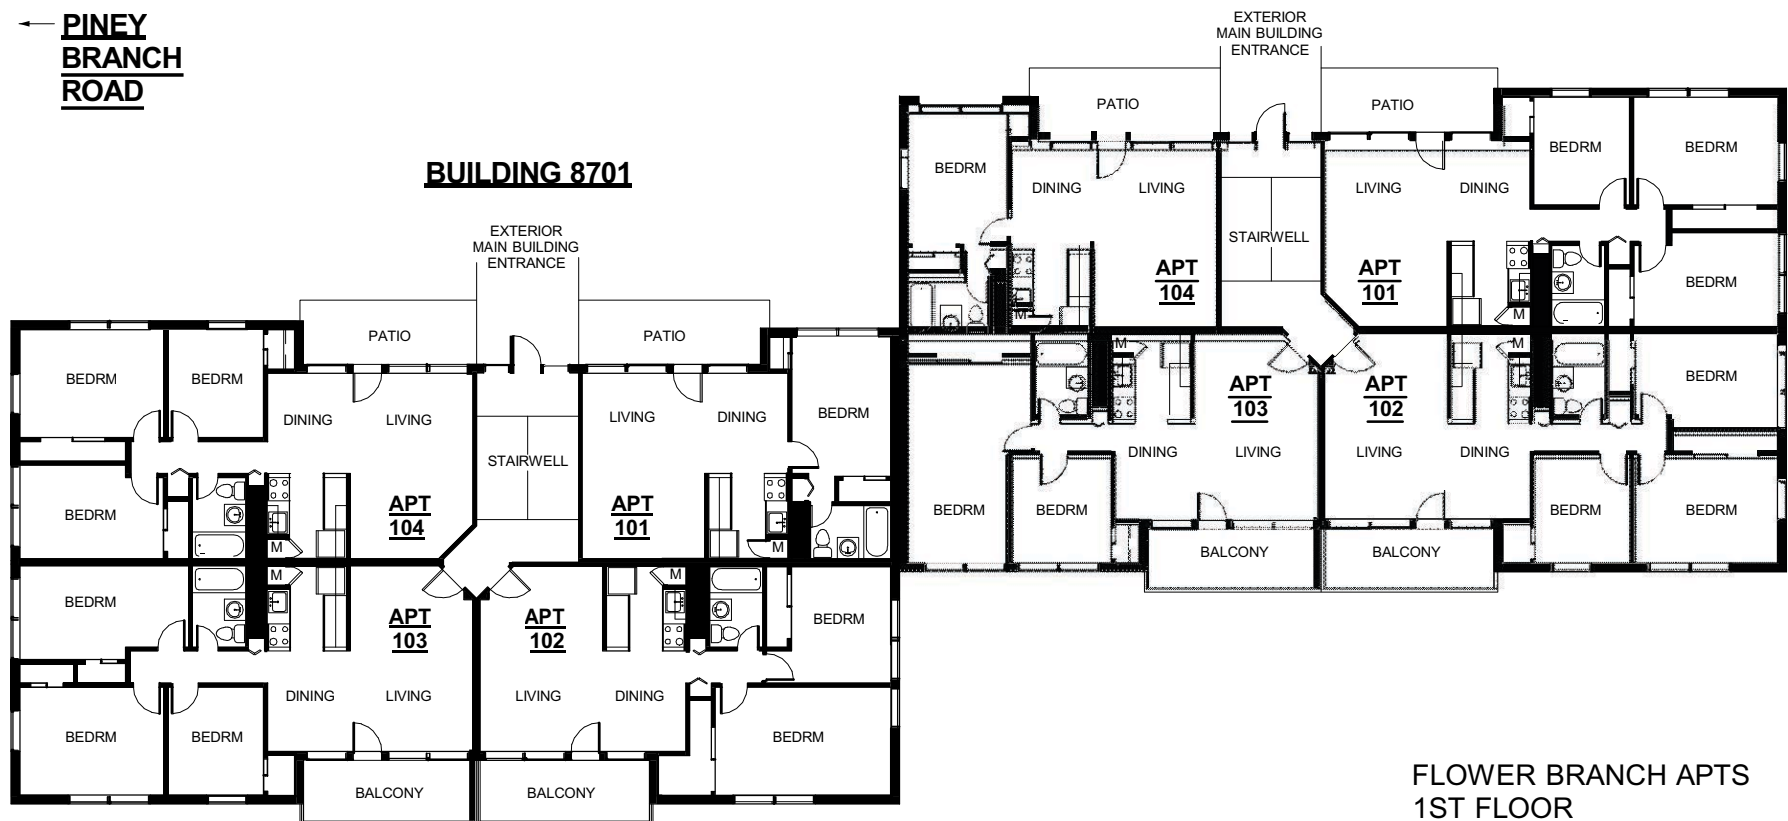 PINEY
BRANCH
ROAD
BUILDING 8701
EXTERIOR
MAIN BUILDING
ENTRANCE
PATIO
PATIO
BEDRM
BEDRM
BEDRM
DINING
LIVING
LIVING
DINING
STAIRWELL
APT
104
APT
101
BEDRM
M
M
M
M
APT
103
APT
102
BEDRM
DINING
LIVING
LIVING
DINING
BEDRM
BEDRM
BEDRM
BEDRM
BALCONY
BALCONY
EXTERIOR
MAIN BUILDING
ENTRANCE
PATIO
PATIO
BEDRM
BEDRM
BEDRM
DINING
LIVING
LIVING
DINING
STAIRWELL
BEDRM
APT
104
APT
101
M
M
M
M
BEDRM
APT
103
APT
102
BEDRM
DINING
LIVING
LIVING
DINING
BEDRM
BEDRM
BEDRM
BALCONY
BALCONY
FLOWER BRANCH APTS
1ST FLOOR